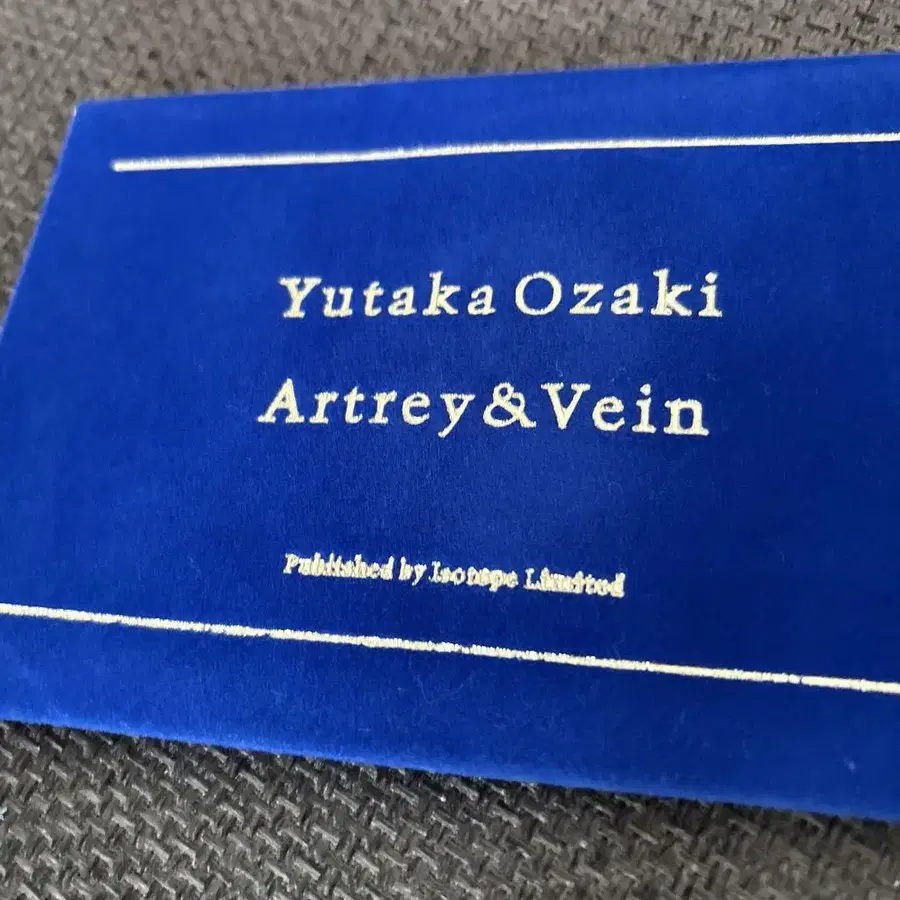 Yutaka Ozaki
Artrey&Vein
Published by Isotope Limited